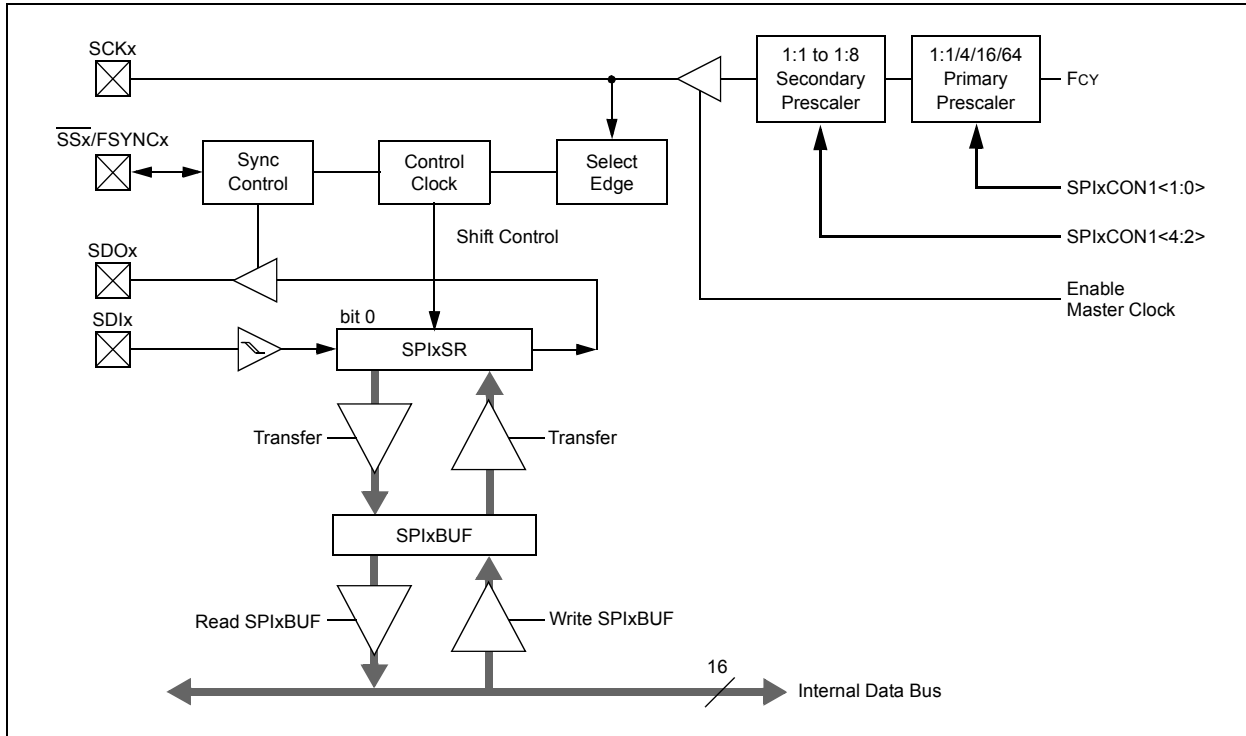 SCKx
1:1 to 1:8
Secondary
Prescaler
1:1/4/16/64
Primary
Prescaler
FCY
SSx/FSYNCx
Sync
Control
Control
Clock
Select
Edge
SPIxCON1<1:0>
Shift Control
SPIxCON1<4:2>
SDOx
Enable
Master Clock
SDIx
bit 0
SPIxSR
Transfer
Transfer
SPIxBUF
Read SPIxBUF
Write SPIxBUF
16
Internal Data Bus